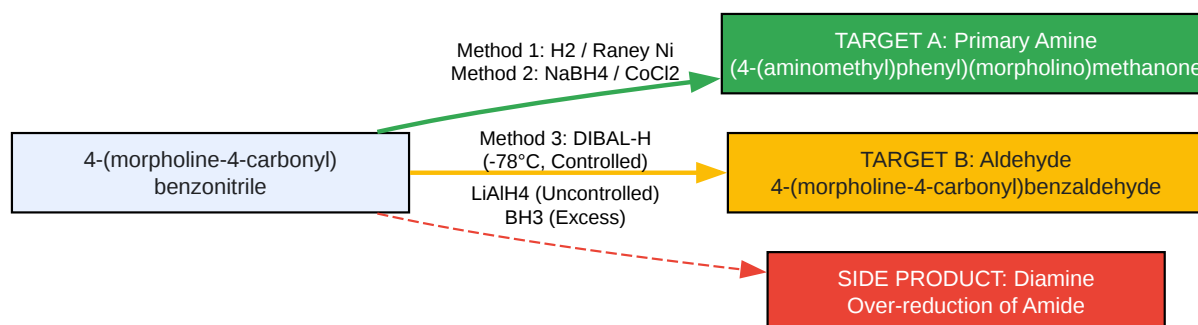 4-(morpholine-4-carbonyl)
benzonitrile
Method 1: H2 / Raney Ni
Method 2: NaBH4 / CoCl2
TARGET A: Primary Amine
(4-(aminomethyl)phenyl)(morpholino)methanone
Method 3: DIBAL-H
(-78°C, Controlled)
TARGET B: Aldehyde
4-(morpholine-4-carbonyl)benzaldehyde
LiAlH4 (Uncontrolled)
BH3 (Excess)
SIDE PRODUCT: Diamine
Over-reduction of Amide